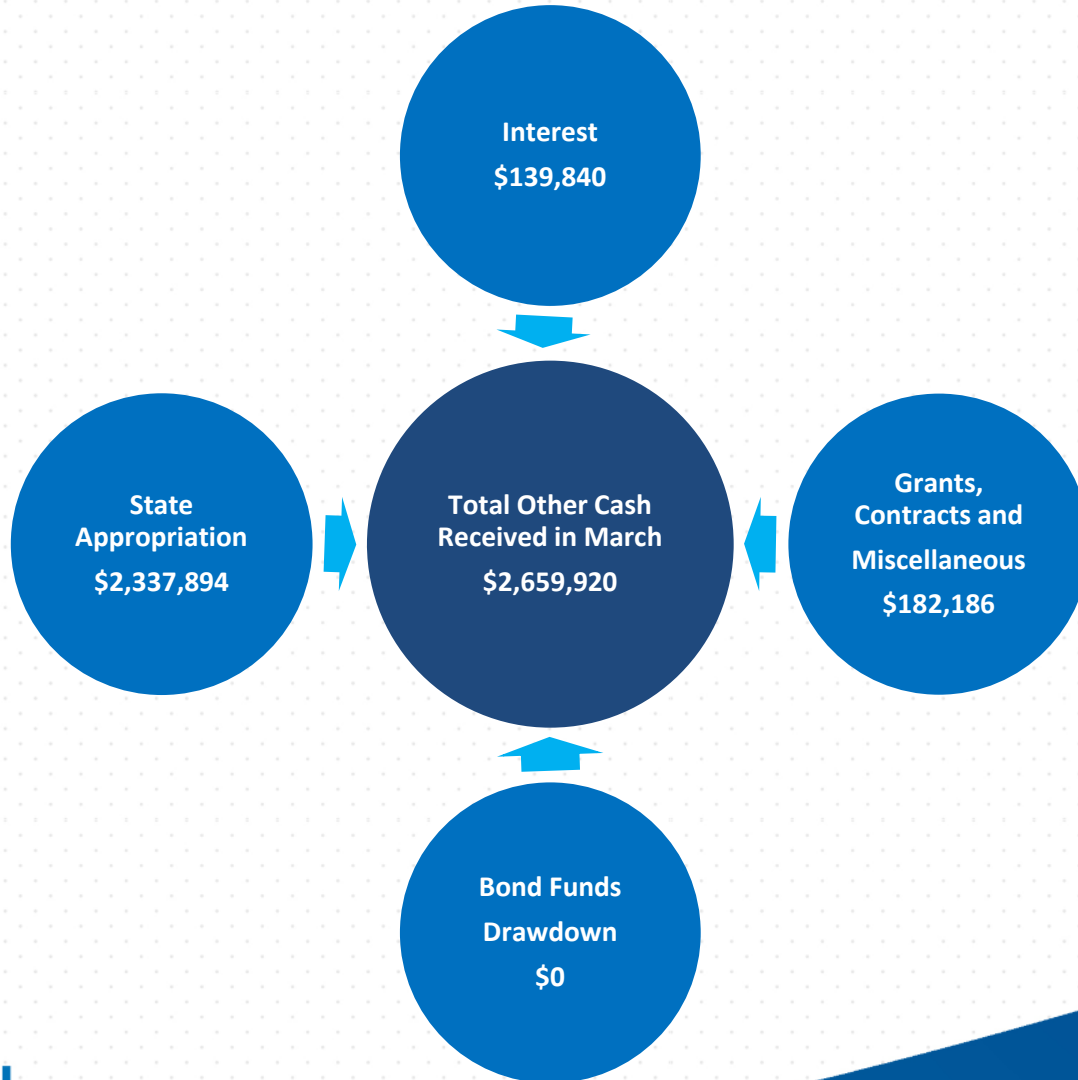 Interest
$139,840
State
Appropriation
$2,337,894
Total Other Cash
Received in March
$2,659,920
Grants,
Contracts and
Miscellaneous
$182,186
Bond Funds
Drawdown
$0